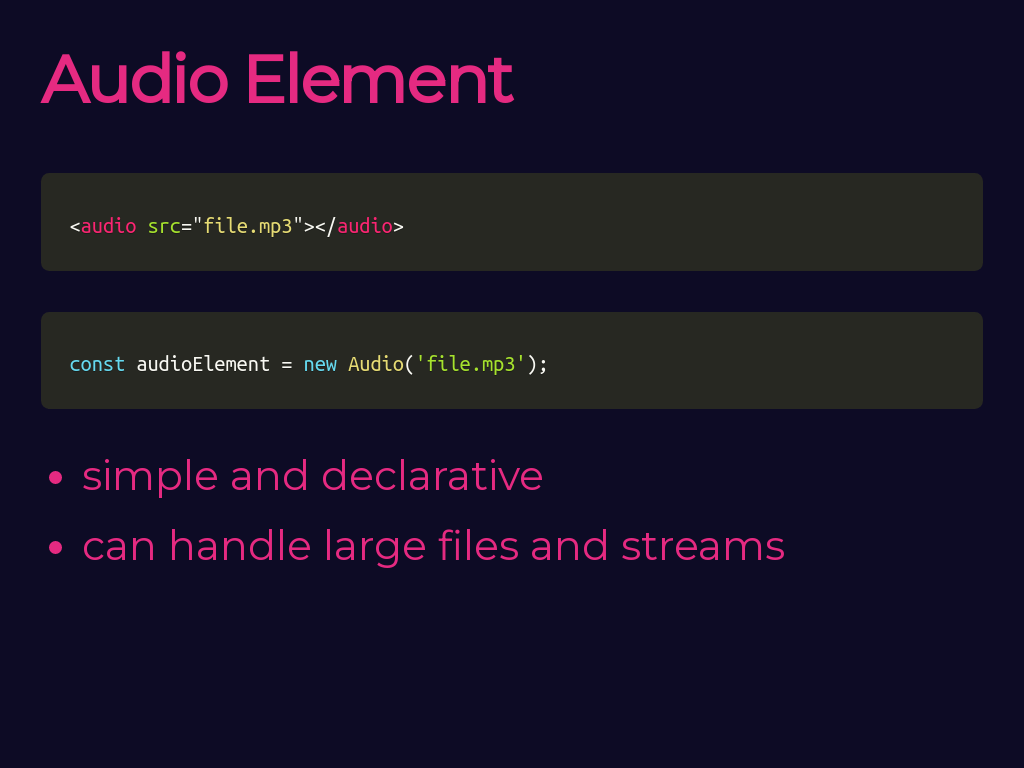 Audio Element
<audio src="file.mp3"></audio>
const audioElement = new Audio('file.mp3');
• simple and declarative
• can handle large files and streams